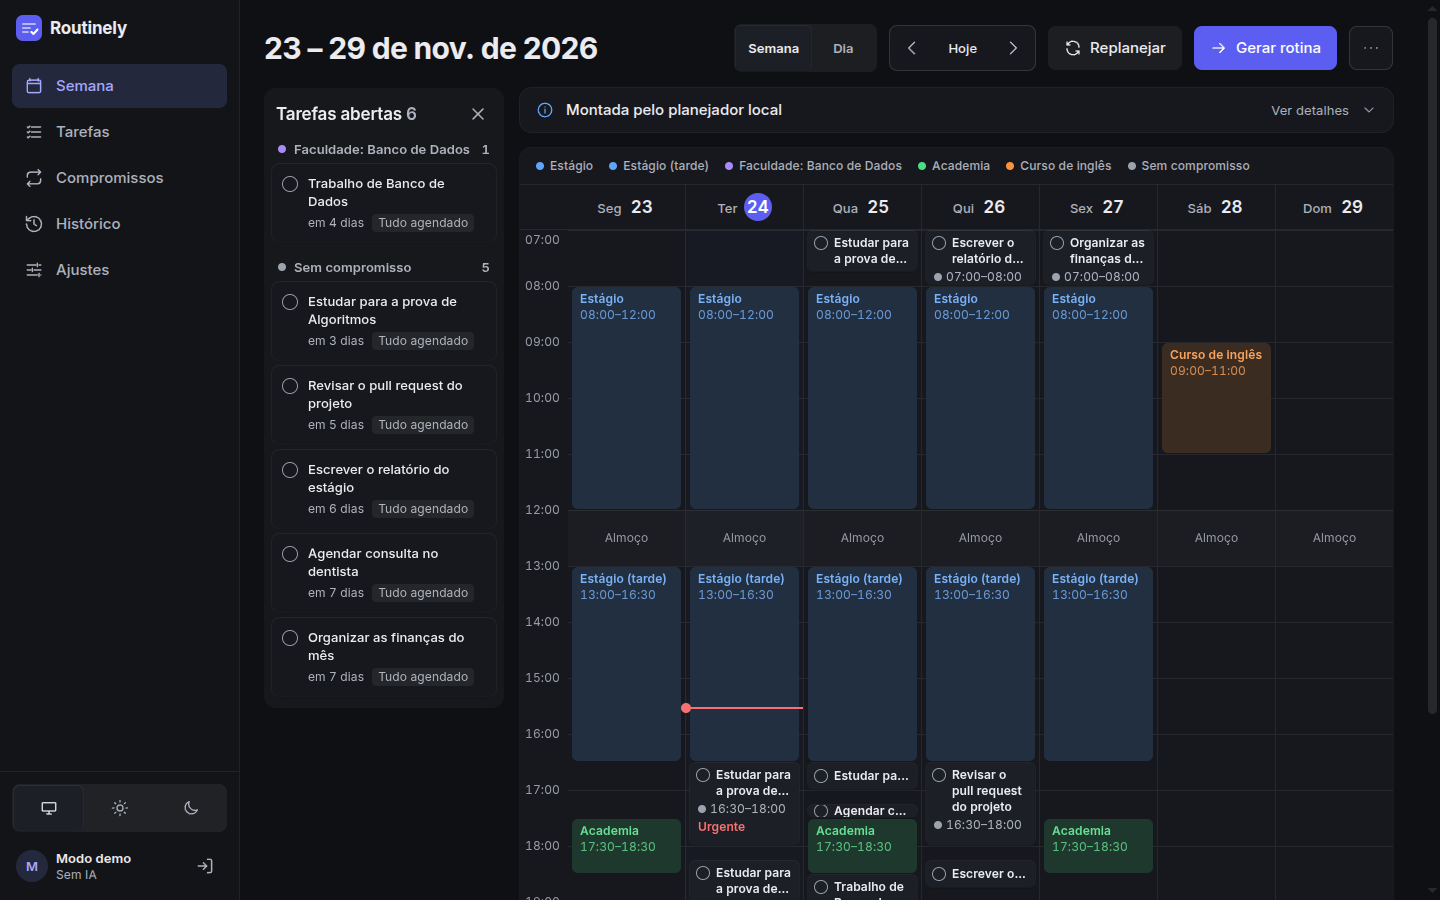 Routinely
Semana
Tarefas
Compromissos
Histórico
Ajustes
M
Modo demo
Sem IA
23 – 29 de nov. de 2026
Semana
Dia
Hoje
Replanejar
Gerar rotina
Tarefas abertas 6
Faculdade: Banco de Dados 1
Trabalho de Banco de
Dados
em 4 dias Tudo agendado
Sem compromisso 5
Estudar para a prova de
Algoritmos
em 3 dias Tudo agendado
Revisar o pull request do
projeto
em 5 dias Tudo agendado
Escrever o relatório do
estágio
em 6 dias Tudo agendado
Agendar consulta no
dentista
em 7 dias Tudo agendado
Organizar as finanças do
mês
em 7 dias Tudo agendado
Montada pelo planejador local
Ver detalhes
Estágio
Estágio (tarde)
Faculdade: Banco de Dados
Academia
Curso de inglês
Sem compromisso
Seg 23
Ter 24
Qua 25
Qui 26
Sex 27
Sáb 28
Dom 29
07:00
08:00
09:00
10:00
11:00
12:00
13:00
14:00
15:00
16:00
17:00
18:00
Estágio
08:00–12:00
Almoço
Estágio (tarde)
13:00–16:30
Academia
17:30–18:30
Estágio
08:00–12:00
Almoço
Estágio (tarde)
13:00–16:30
Estudar para
a prova de...
16:30–18:00
Urgente
Estudar para
a prova de...
Estudar para
a prova de...
Estágio
08:00–12:00
Almoço
Estágio (tarde)
13:00–16:30
Estudar pa...
Agendar c...
Academia
17:30–18:30
Trabalho de
Escrever o
relatório d...
07:00–08:00
Estágio
08:00–12:00
Almoço
Estágio (tarde)
13:00–16:30
Revisar o
pull request
do projeto
16:30–18:00
Escrever o...
Organizar as
finanças d...
07:00–08:00
Estágio
08:00–12:00
Almoço
Estágio (tarde)
13:00–16:30
Academia
17:30–18:30
Curso de inglês
09:00–11:00
Almoço
Almoço